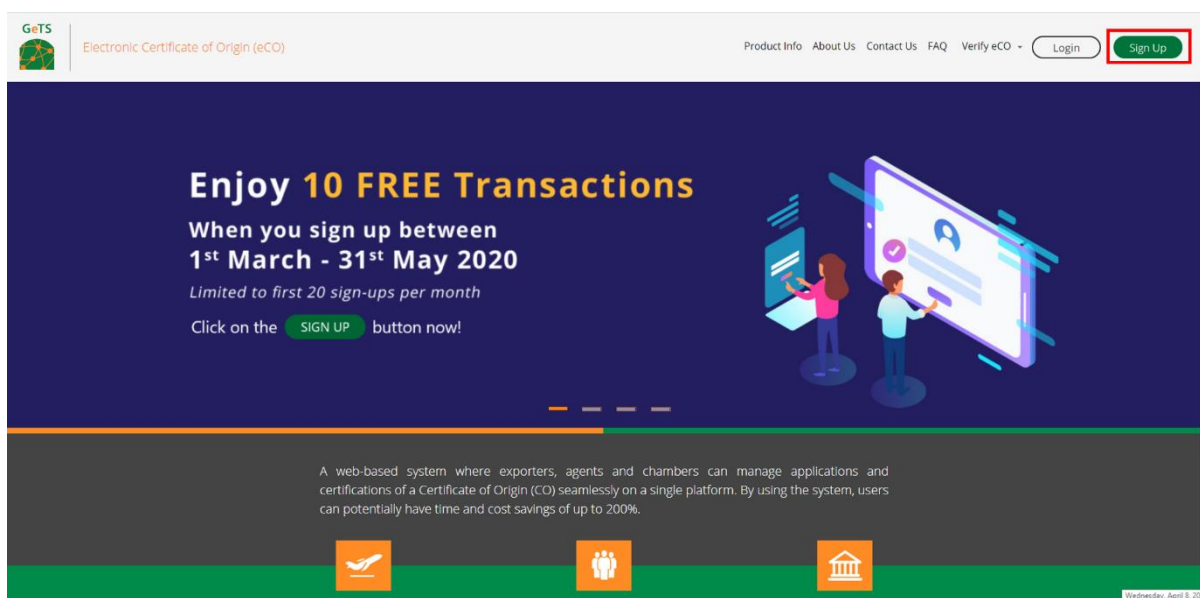 GeTS
Electronic Certificate of Origin (eCO)
Product Info About Us Contact Us FAQ Verify eCO Login Sign Up
Enjoy 10 FREE Transactions
When you sign up between
1st March - 31st May 2020
Limited to first 20 sign-ups per month
Click on the SIGN UP button now!
A web-based system where exporters, agents and chambers can manage applications and
certifications of a Certificate of Origin (CO) seamlessly on a single platform. By using the system, users
can potentially have time and cost savings of up to 200%.
Wednesday, April 8, 20